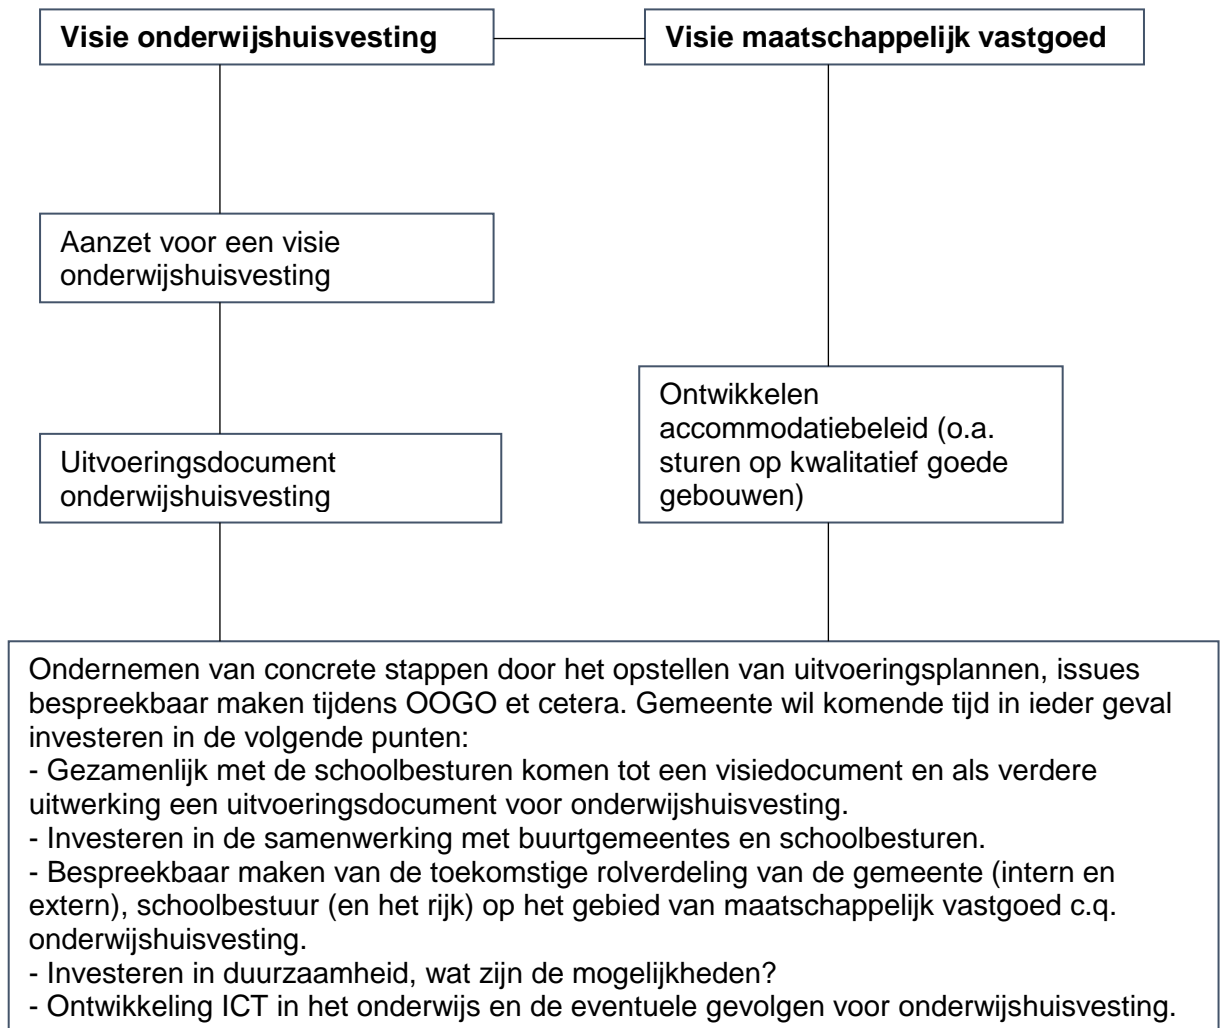 Visie onderwijshuisvesting
Visie maatschappelijk vastgoed
Aanzet voor een visie
onderwijshuisvesting
Uitvoeringsdocument
onderwijshuisvesting
Ontwikkelen
accommodatiebeleid (o.a.
sturen op kwalitatief goede
gebouwen)
Ondernemen van concrete stappen door het opstellen van uitvoeringsplannen, issues
bespreekbaar maken tijdens OOGO et cetera. Gemeente wil komende tijd in ieder geval
investeren in de volgende punten:
- Gezamenlijk met de schoolbesturen komen tot een visiedocument en als verdere
uitwerking een uitvoeringsdocument voor onderwijshuisvesting.
- Investeren in de samenwerking met buurtgemeentes en schoolbesturen.
- Bespreekbaar maken van de toekomstige rolverdeling van de gemeente (intern en
extern), schoolbestuur (en het rijk) op het gebied van maatschappelijk vastgoed c.q.
onderwijshuisvesting.
- Investeren in duurzaamheid, wat zijn de mogelijkheden?
- Ontwikkeling ICT in het onderwijs en de eventuele gevolgen voor onderwijshuisvesting.